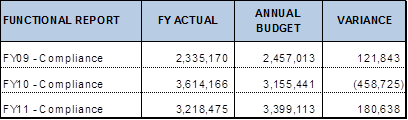 FUNCTIONAL REPORT FY ACTUAL ANNUAL BUDGET VARIANCE
FY09 - Compliance 2,335,170 2,457,013 121,843
FY10 - Compliance 3,614,166 3,155,441 (458,725)
FY11 - Compliance 3,218,475 3,399,113 180,638